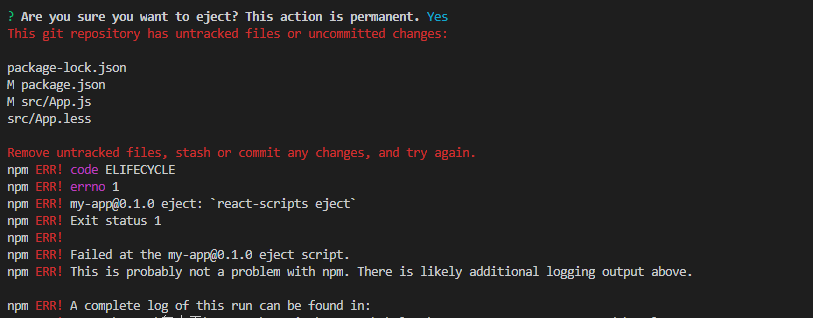 ? Are you sure you want to eject? This action is permanent. Yes
This git repository has untracked files or uncommitted changes:
package-lock.json
M package.json
M src/App.js
src/App.less
Remove untracked files, stash or commit any changes, and try again.
npm ERR! code ELIFECYCLE
npm ERR! errno 1
npm ERR! my-app@0.1.0 eject: `react-scripts eject`
npm ERR! Exit status 1
npm ERR!
npm ERR! Failed at the my-app@0.1.0 eject script.
npm ERR! This is probably not a problem with npm. There is likely additional logging output above.
npm ERR! A complete log of this run can be found in: